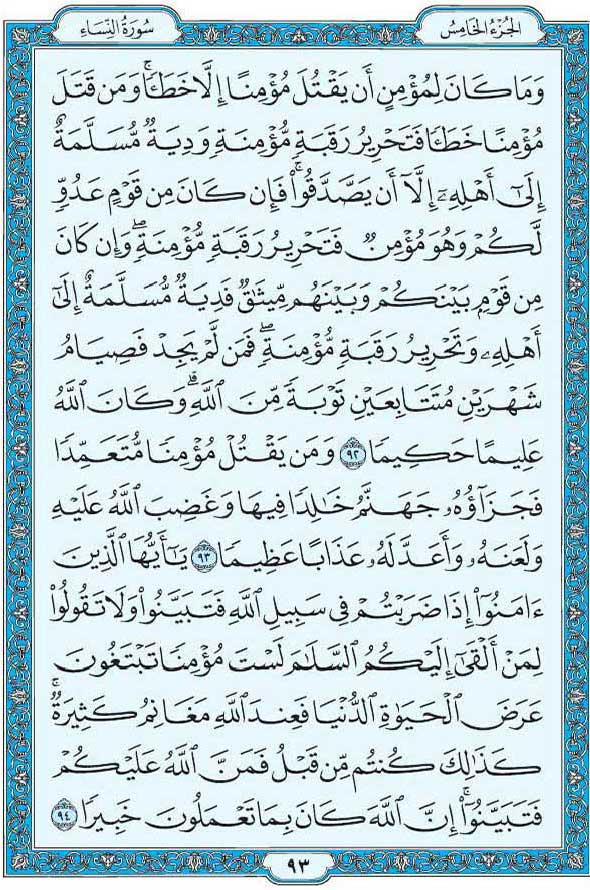 الجزء الخامس
سورة النساء
وَمَا كَانَ لِمُؤْمِنٍ أَن يَقْتُلَ مُؤْمِنًا إِلَّا خَطَـًٔا ۚ وَمَن قَتَلَ
مُؤْمِنًا خَطَـًٔا فَتَحْرِيرُ رَقَبَةٍ مُّؤْمِنَةٍ وَدِيَةٌ مُّسَلَّمَةٌ
إِلَىٰٓ أَهْلِهِۦٓ إِلَّآ أَن يَصَّدَّقُوا۟ ۚ فَإِن كَانَ مِن قَوْمٍ عَدُوٍّ
لَّكُمْ وَهُوَ مُؤْمِنٌ فَتَحْرِيرُ رَقَبَةٍ مُّؤْمِنَةٍ ۖ وَإِن كَانَ
مِن قَوْمٍۭ بَيْنَكُمْ وَبَيْنَهُم مِّيثَـٰقٌ فَدِيَةٌ مُّسَلَّمَةٌ إِلَىٰٓ
أَهْلِهِۦ وَتَحْرِيرُ رَقَبَةٍ مُّؤْمِنَةٍ ۖ فَمَن لَّمْ يَجِدْ فَصِيَامُ
شَهْرَيْنِ مُتَتَابِعَيْنِ تَوْبَةً مِّنَ ٱللَّهِ ۗ وَكَانَ ٱللَّهُ
عَلِيمًا حَكِيمًا ٩٢ وَمَن يَقْتُلْ مُؤْمِنًا مُّتَعَمِّدًا
فَجَزَآؤُهُۥ جَهَنَّمُ خَـٰلِدًا فِيهَا وَغَضِبَ ٱللَّهُ عَلَيْهِ
وَلَعَنَهُۥ وَأَعَدَّ لَهُۥ عَذَابًا عَظِيمًا ٩٣ يَـٰٓأَيُّهَا ٱلَّذِينَ
ءَامَنُوٓا۟ إِذَا ضَرَبْتُمْ فِى سَبِيلِ ٱللَّهِ فَتَبَيَّنُوا۟ وَلَا تَقُولُوا۟
لِمَنْ أَلْقَىٰٓ إِلَيْكُمُ ٱلسَّلَـٰمَ لَسْتَ مُؤْمِنًا تَبْتَغُونَ
عَرَضَ ٱلْحَيَوٰةِ ٱلدُّنْيَا فَعِندَ ٱللَّهِ مَغَانِمُ كَثِيرَةٌ ۚ
كَذَٰلِكَ كُنتُم مِّن قَبْلُ فَمَنَّ ٱللَّهُ عَلَيْكُمْ
فَتَبَيَّنُوٓا۟ ۚ إِنَّ ٱللَّهَ كَانَ بِمَا تَعْمَلُونَ خَبِيرًا ٩٤
٩٣